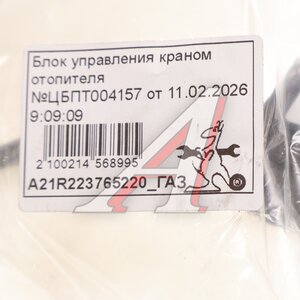 Блок управления краном
отопителя
№ЦБПТ004157 от 11.02.2026
9:09:09
2 100214 568995
A21R223765220_ГАЗ